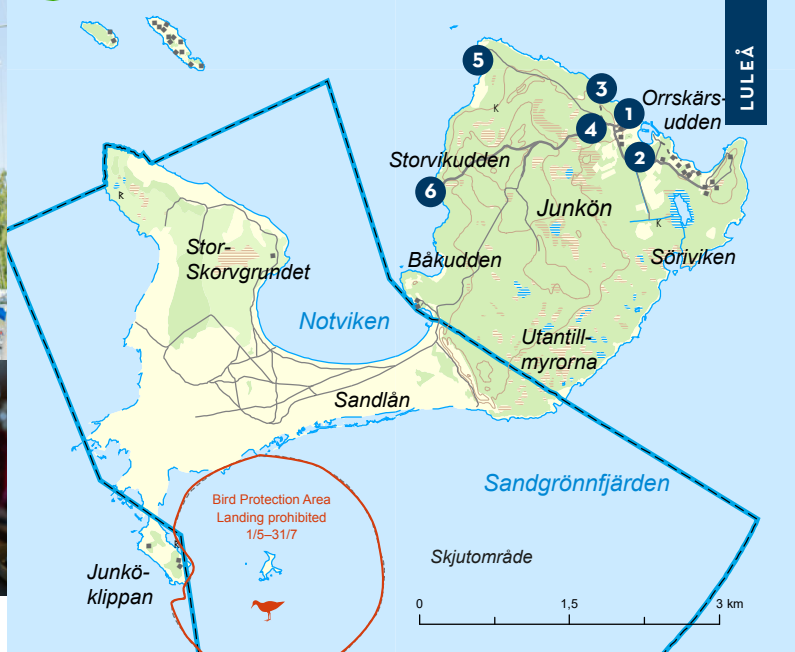 LULEÅ
5
3
1
Orrskärs-
udden
4
2
K
Storvikudden
6
R
Junkön
K
Stor-
Skorvgrundet
Båkudden
Söriviken
Notviken
Utantill-
myrorna
Sandlån
Sandgrönnfjärden
Bird Protection Area
Landing prohibited
1/5–31/7
R
Skjutområde
Junkö-
klippan
0
1,5
3 km